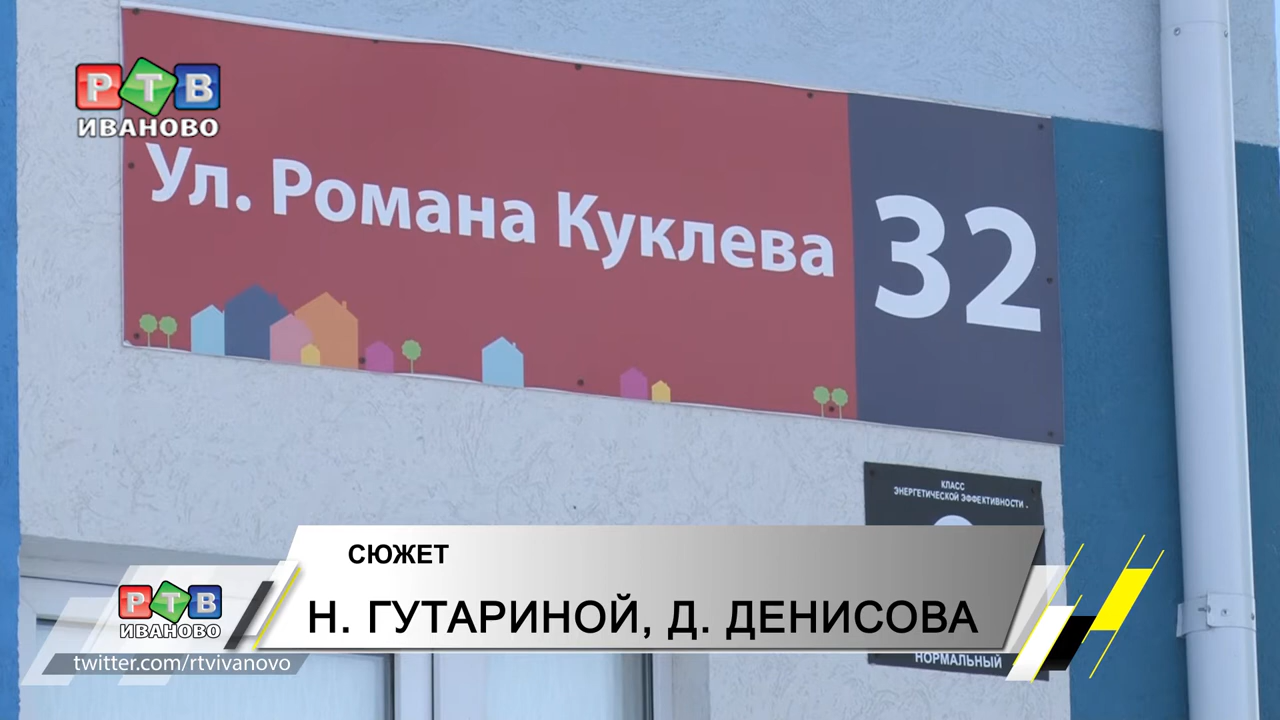 РТВ
ИВАНОВО
Ул. Романа Куклева
32
КЛАСС
ЭНЕРГЕТИЧЕСКОЙ ЭФФЕКТИВНОСТИ
СЮЖЕТ
Н. ГУТАРИНОЙ, Д. ДЕНИСОВА
РТВ
ИВАНОВО
twitter.com/rtvivanovo
НОРМАЛЬНЫЙ